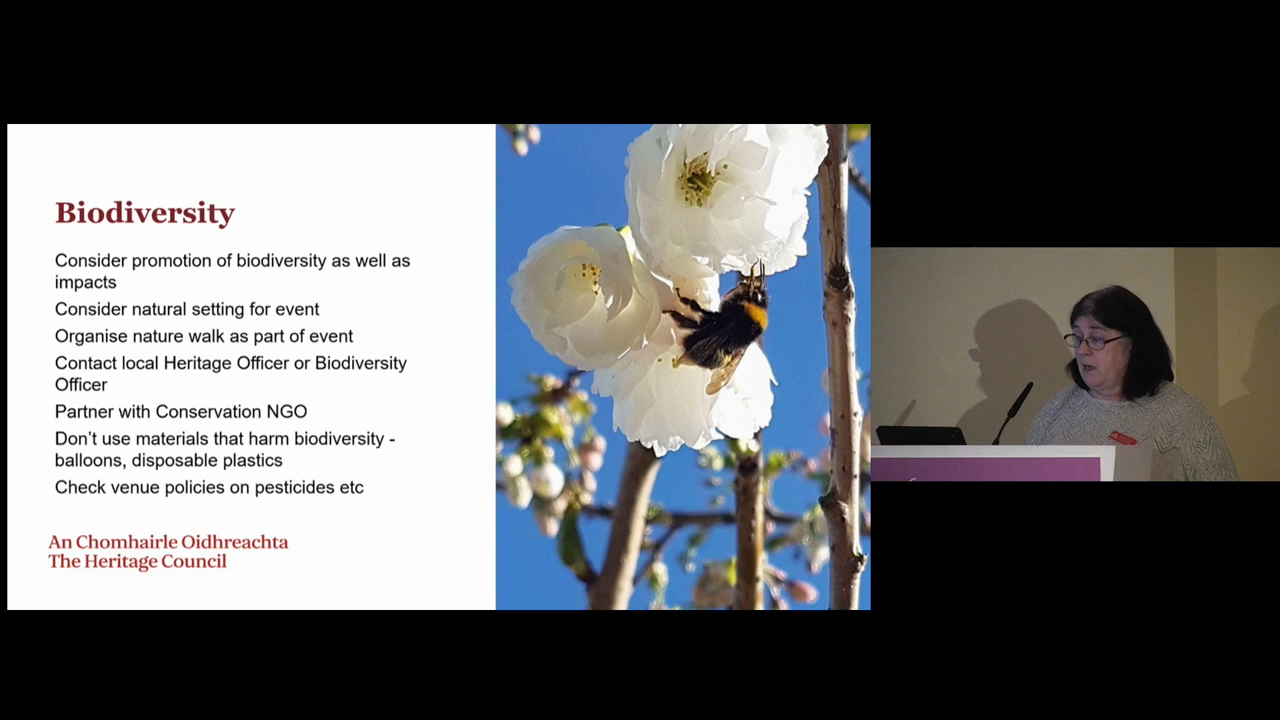 Biodiversity
Consider promotion of biodiversity as well as
impacts
Consider natural setting for event
Organise nature walk as part of event
Contact local Heritage Officer or Biodiversity
Officer
Partner with Conservation NGO
Don’t use materials that harm biodiversity -
balloons, disposable plastics
Check venue policies on pesticides etc
An Chomhairle Oidhreachta
The Heritage Council